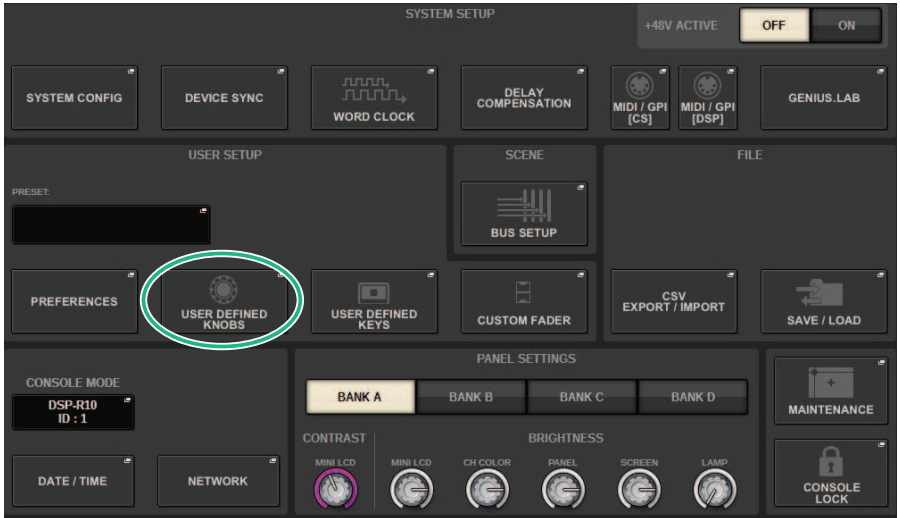 SYSTEM SETUP
+48V ACTIVE
OFF
ON
SYSTEM CONFIG
DEVICE SYNC
WORD CLOCK
DELAY
COMPENSATION
MIDI / GPI
[CS]
MIDI / GPI
[DSP]
GENIUS.LAB
USER SETUP
SCENE
FILE
PRESET:
BUS SETUP
PREFERENCES
USER DEFINED
KNOBS
USER DEFINED
KEYS
CUSTOM FADER
CSV
EXPORT / IMPORT
SAVE / LOAD
CONSOLE MODE
DSP-R10
ID : 1
PANEL SETTINGS
BANK A
BANK B
BANK C
BANK D
MAINTENANCE
CONTRAST
BRIGHTNESS
MINI LCD
MINI LCD
CH COLOR
PANEL
SCREEN
LAMP
DATE / TIME
NETWORK
CONSOLE
LOCK